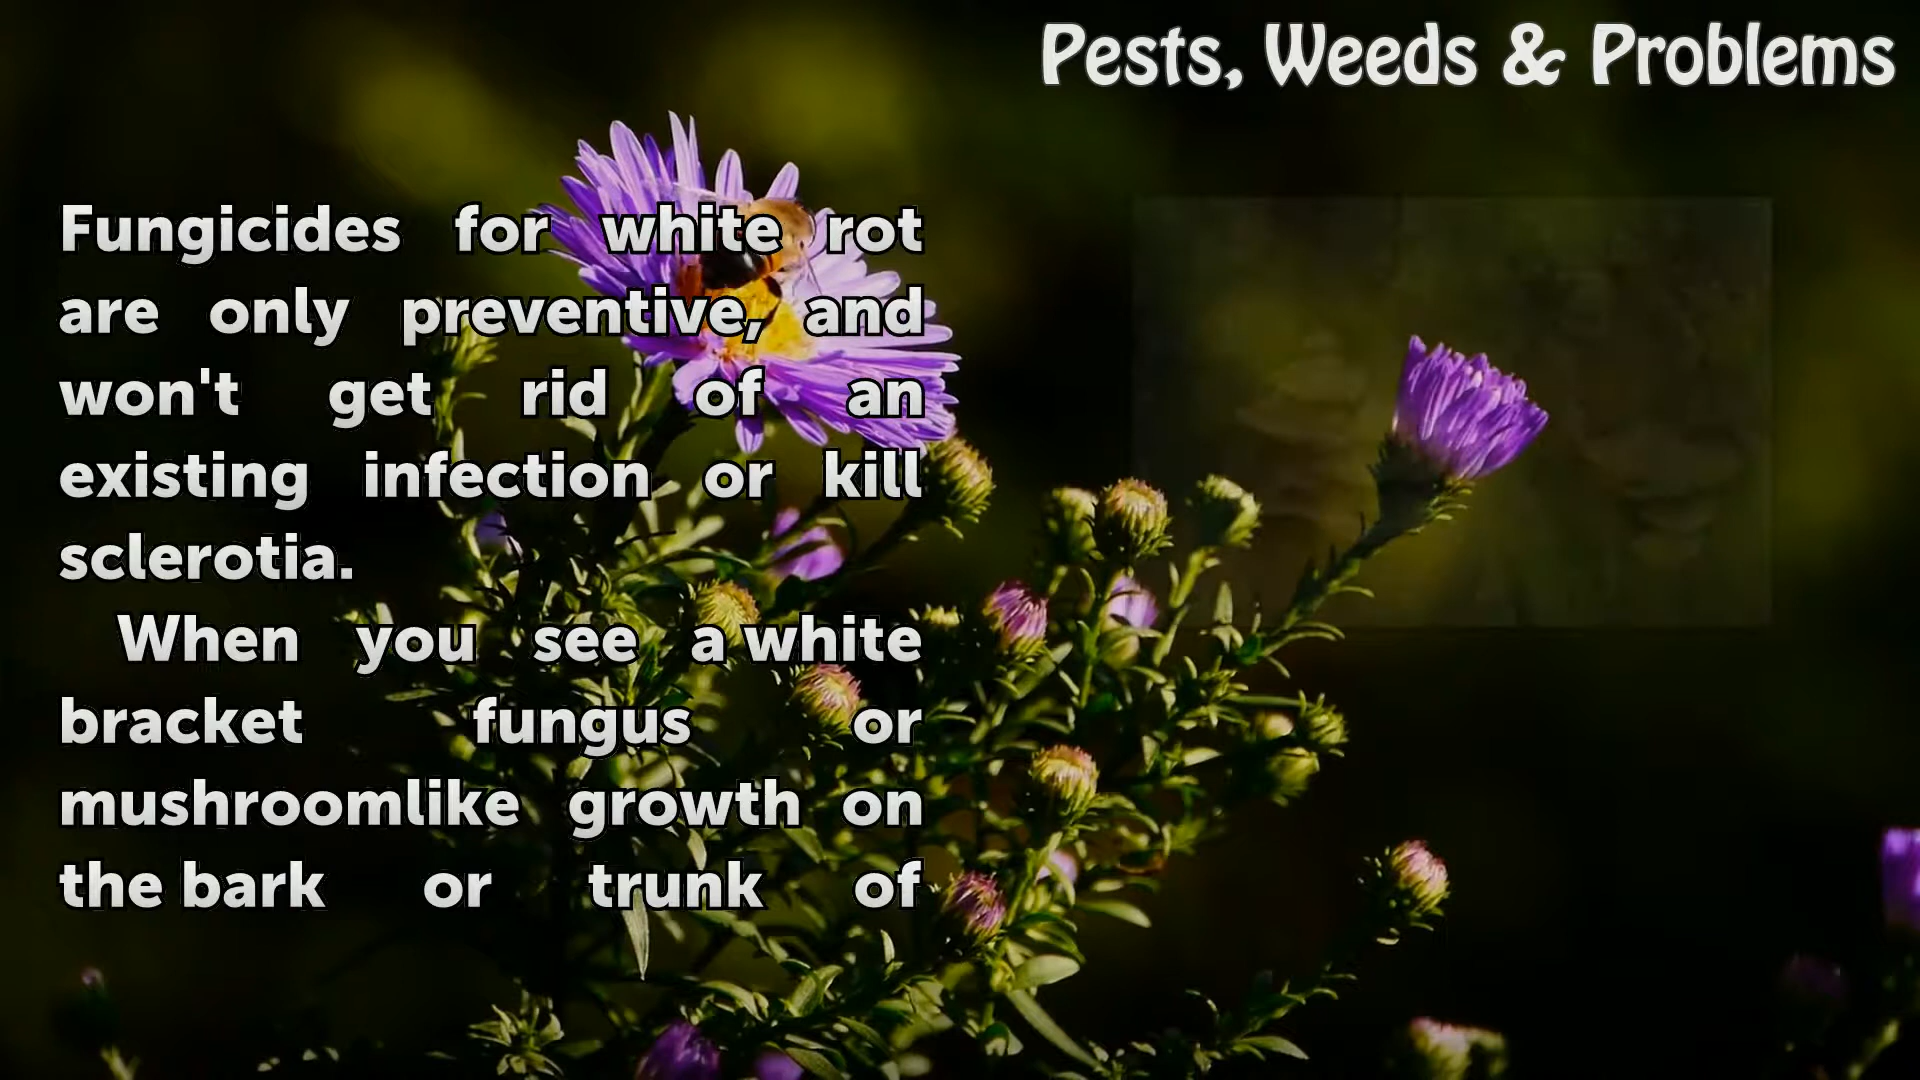 Pests, Weeds & Problems
Fungicides for white rot
are only preventive, and
won't get rid of an
existing infection or kill
sclerotia.
When you see a white
bracket fungus or
mushroomlike growth on
the bark or trunk of